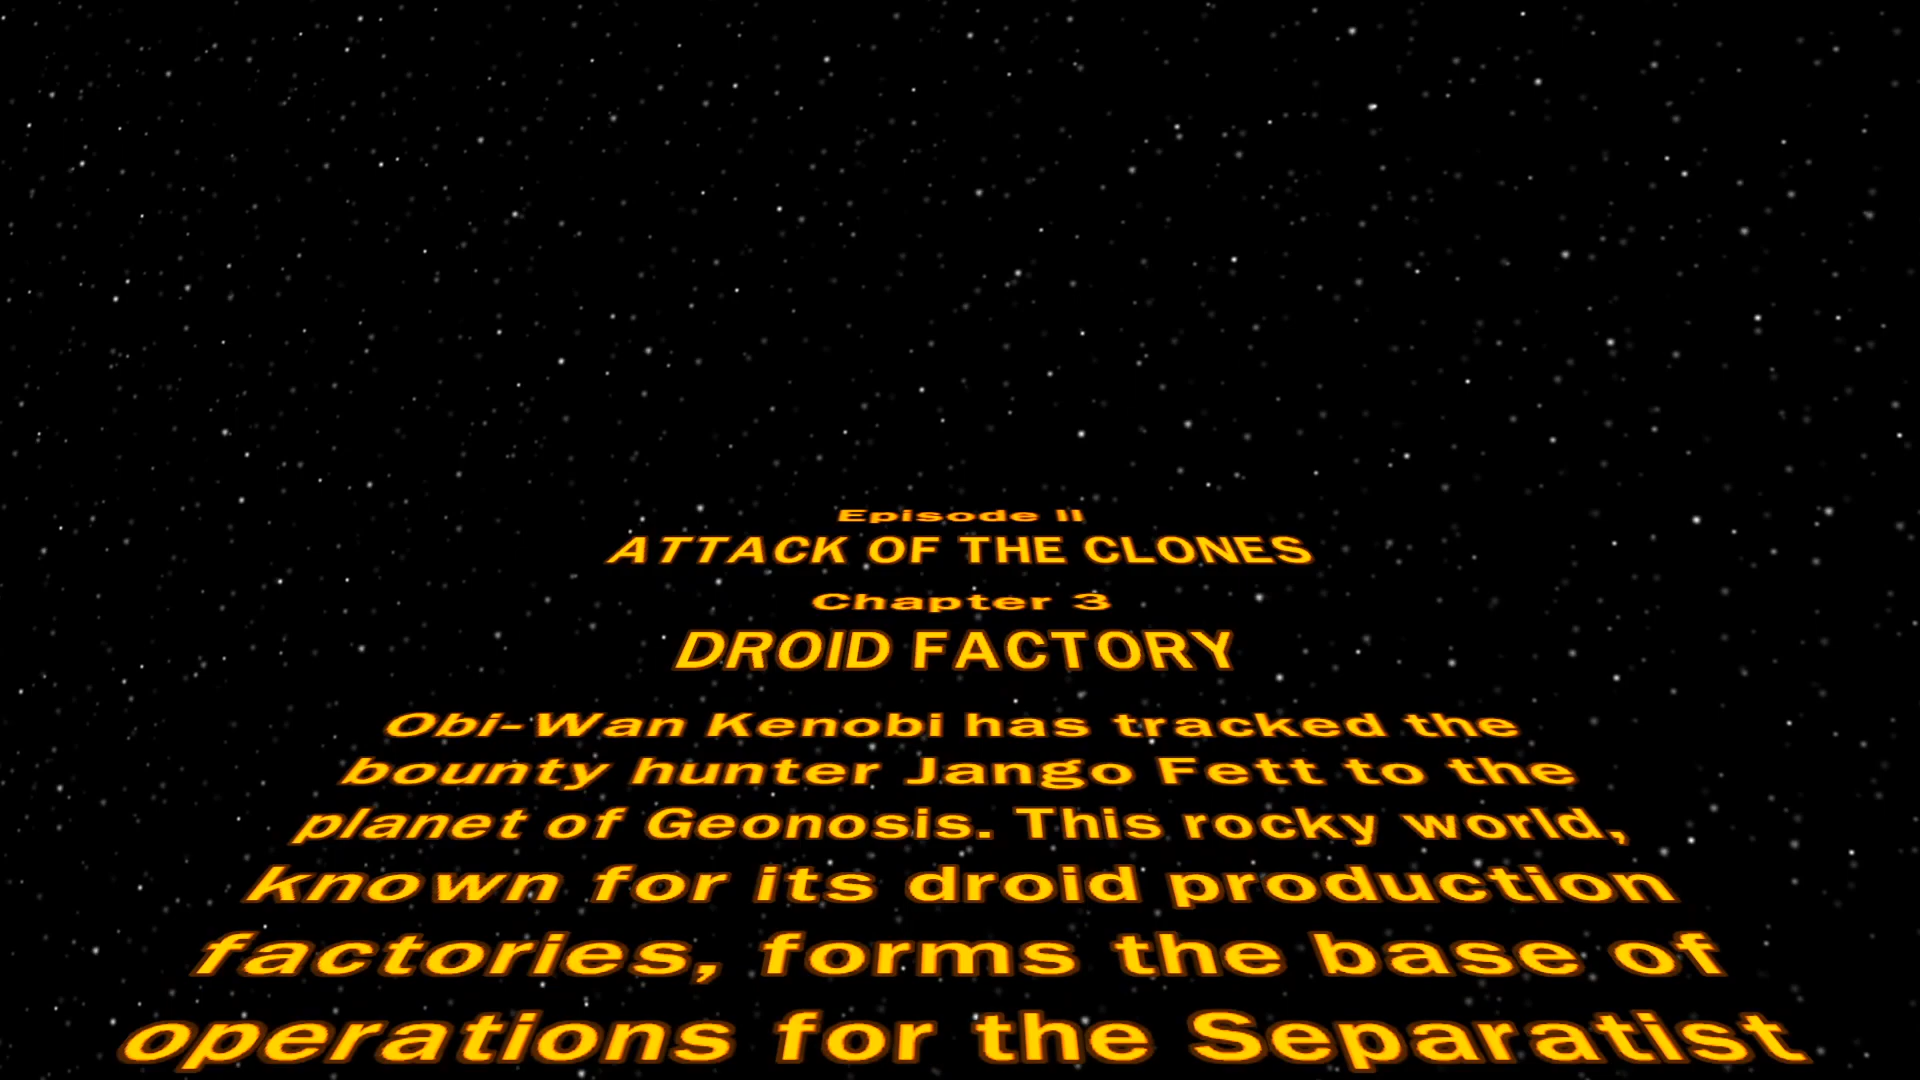 Episode II
ATTACK OF THE CLONES
Chapter 3
DROID FACTORY
Obi-Wan Kenobi has tracked the
bounty hunter Jango Fett to the
planet of Geonosis. This rocky world,
known for its droid production
factories, forms the base of
operations for the Separatist